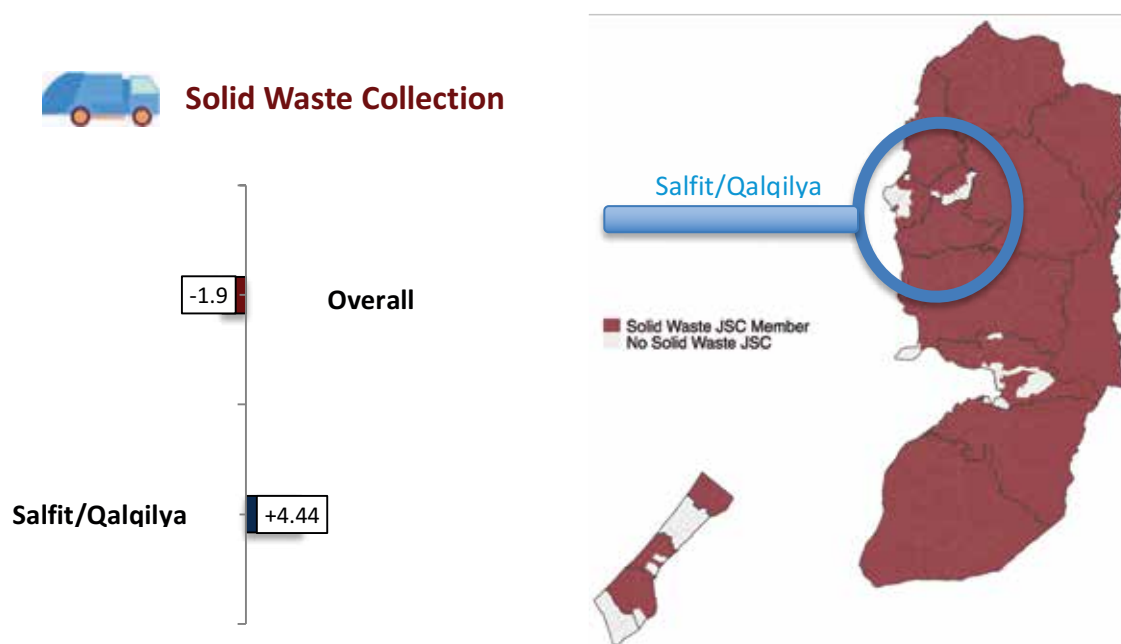 Solid Waste Collection
-1.9
Overall
Salfit/Qalqilya
+4.44
Salfit/Qalqilya
Solid Waste JSC Member
No Solid Waste JSC